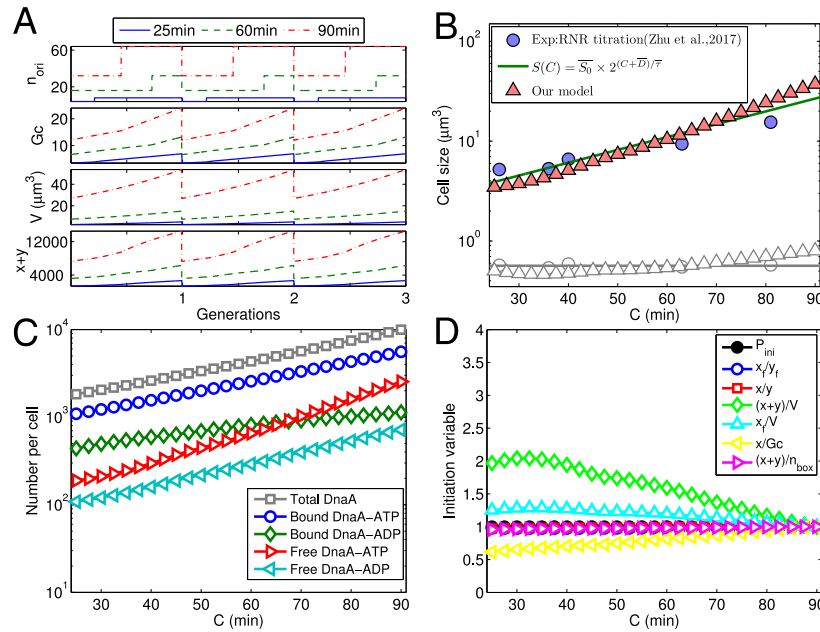 A
25min 60min 90min
60
20
n_ori
20
10
Gc
40
20
V (μm³)
12000
4000
x+y
1 2 3
Generations
B
10²
10¹
10⁰
Cell size (μm³)
Exp:RNR titration(Zhu et al.,2017)
S(C) = S̅₀ × 2^((C+D̅)/τ̅)
Our model
30 40 50 60 70 80 90
C (min)
C
10⁴
10³
10²
10¹
Number per cell
Total DnaA
Bound DnaA−ATP
Bound DnaA−ADP
Free DnaA−ATP
Free DnaA−ADP
30 40 50 60 70 80 90
C (min)
D
4
3.5
3
2.5
2
1.5
1
0.5
0
Initiation variable
P_ini
x_f/y_f
x/y
(x+y)/V
x_f/V
x/Gc
(x+y)/n_box
30 40 50 60 70 80 90
C (min)